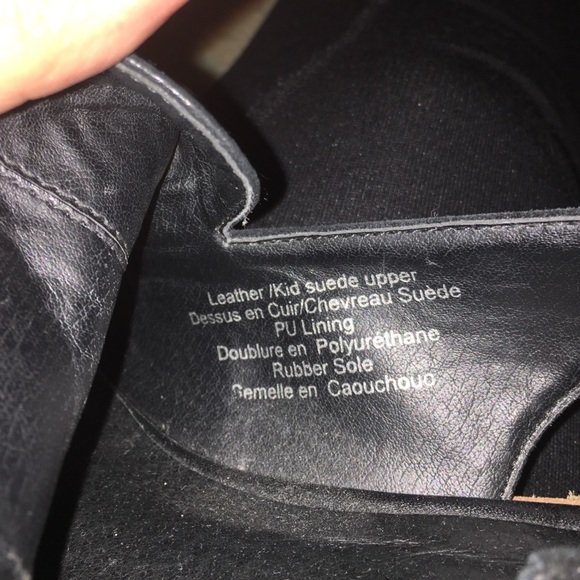 Leather /Kid suede upper
Dessus en Cuir/Chevreau Suède
PU Lining
Doublure en Polyuréthane
Rubber Sole
Semelle en Caouchouc